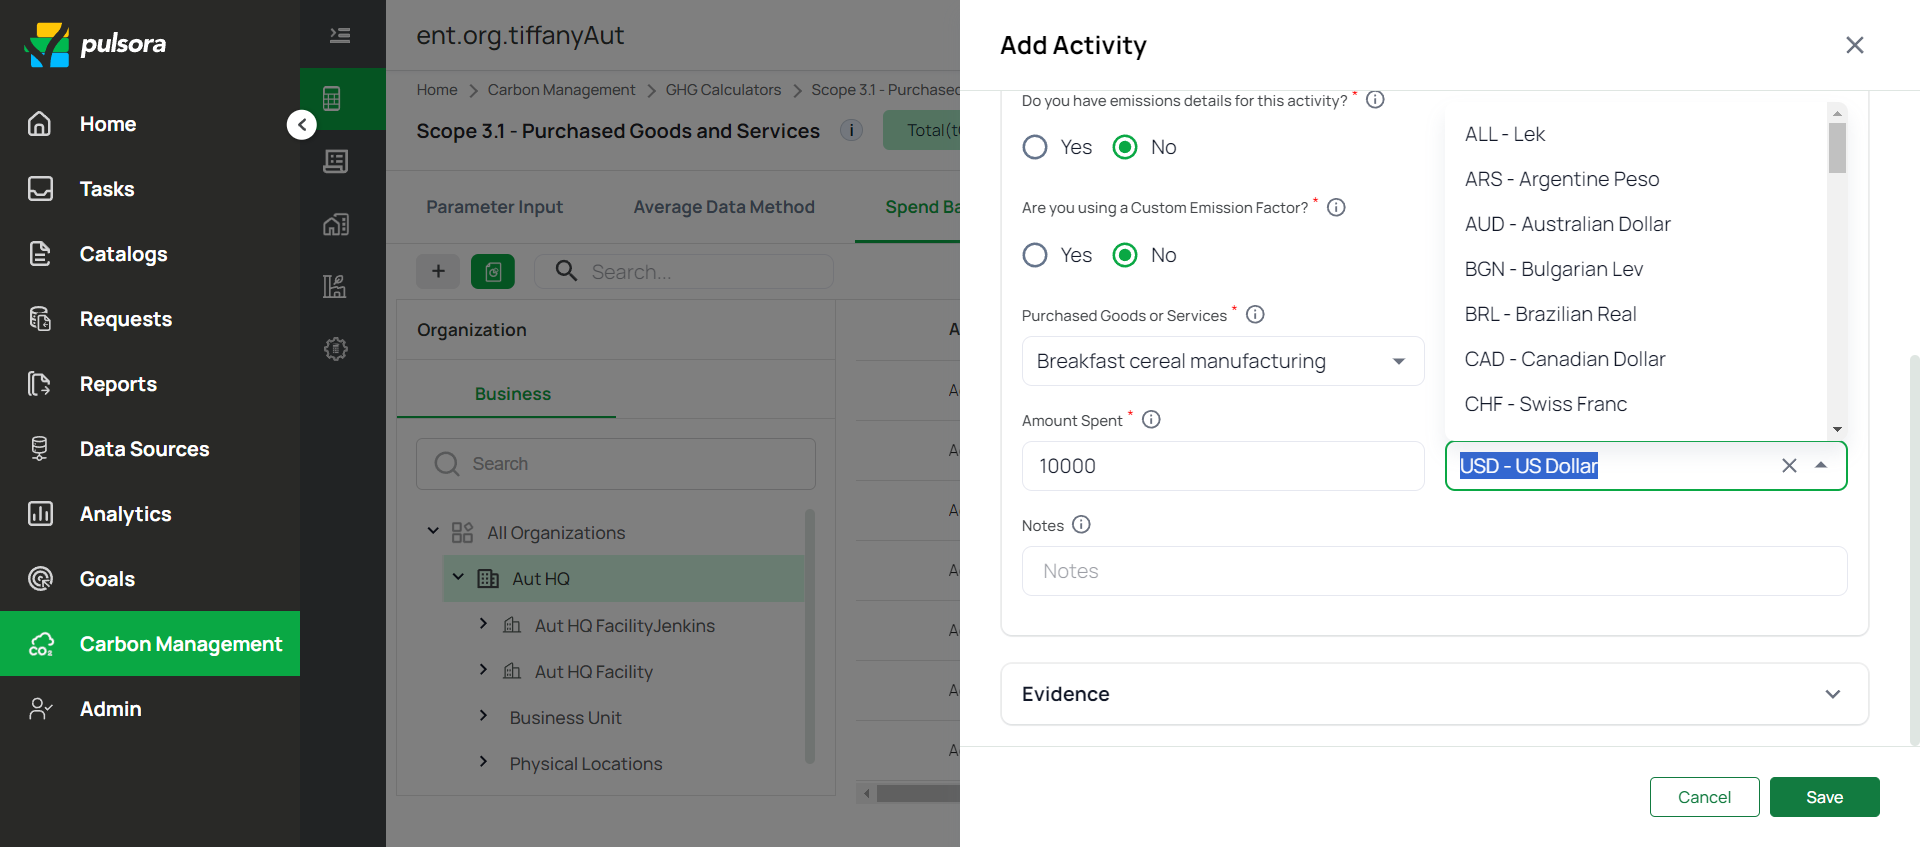 pulsora
Home
Tasks
Catalogs
Requests
Reports
Data Sources
Analytics
Goals
CO₂
Carbon Management
Admin
ent.org.tiffanyAut
Home > Carbon Management > GHG Calculators > Scope 3.1 - Purchased
Scope 3.1 - Purchased Goods and Services
Total(t
Parameter Input
Average Data Method
Spend Ba
+
Search...
Organization
Business
Search
All Organizations
Aut HQ
Aut HQ FacilityJenkins
Aut HQ Facility
Business Unit
Physical Locations
Add Activity
Do you have emissions details for this activity? *
Yes
No
Are you using a Custom Emission Factor? *
Yes
No
Purchased Goods or Services *
Breakfast cereal manufacturing
Amount Spent *
10000
ALL - Lek
ARS - Argentine Peso
AUD - Australian Dollar
BGN - Bulgarian Lev
BRL - Brazilian Real
CAD - Canadian Dollar
CHF - Swiss Franc
USD - US Dollar
Notes
Notes
Evidence
Cancel
Save